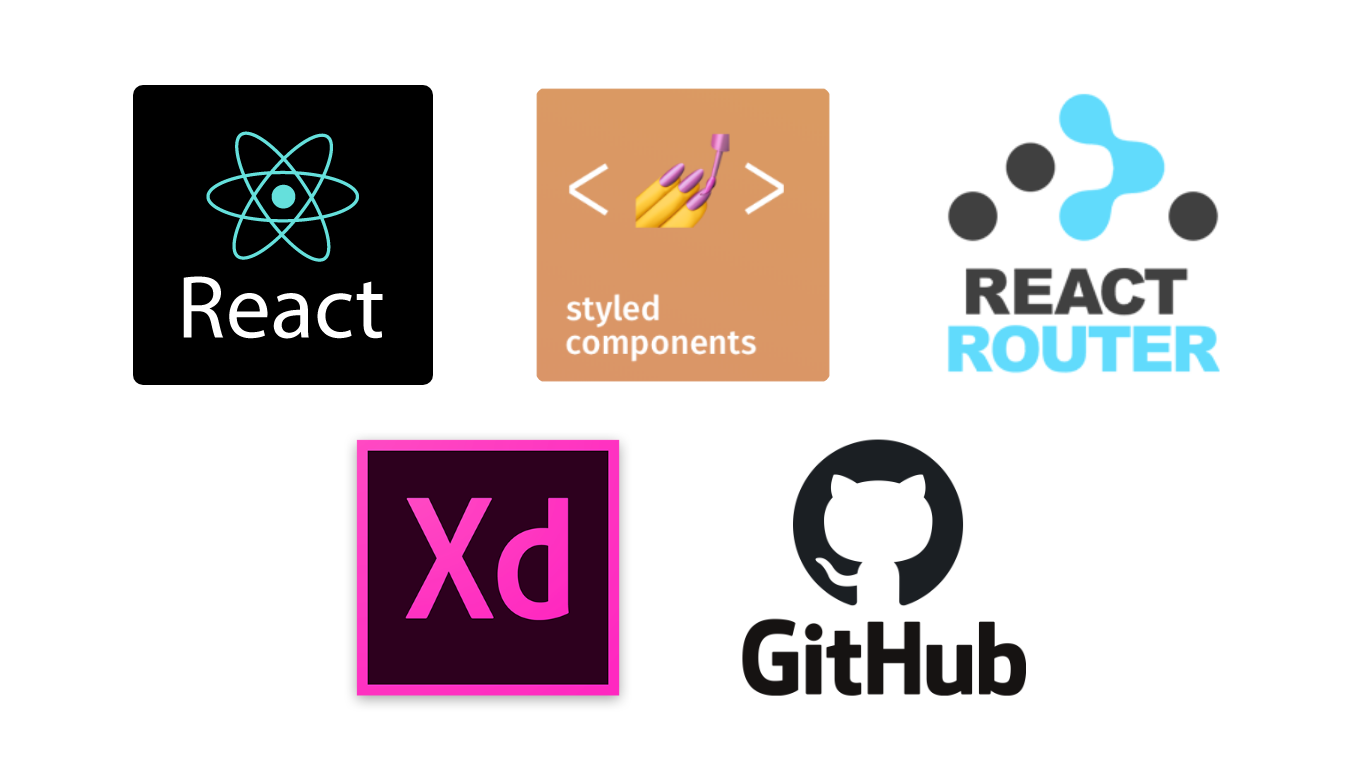 React
< >
styled
components
REACT
ROUTER
Xd
GitHub